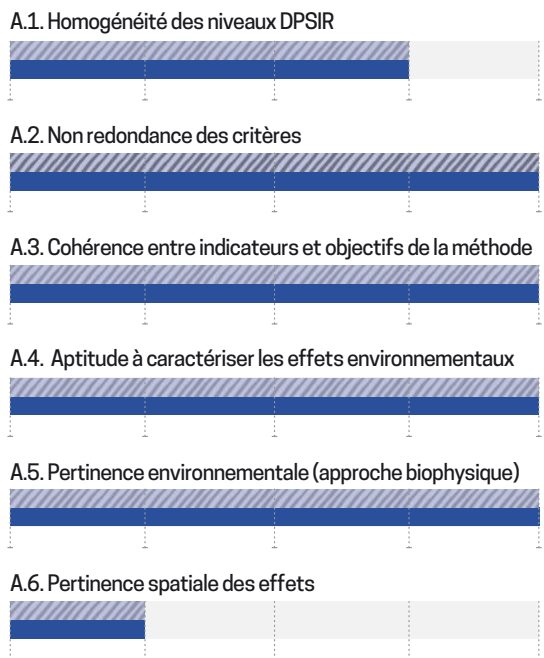 A.1. Homogénéité des niveaux DPSIR
A.2. Non redondance des critères
A.3. Cohérence entre indicateurs et objectifs de la méthode
A.4. Aptitude à caractériser les effets environnementaux
A.5. Pertinence environnementale (approche biophysique)
A.6. Pertinence spatiale des effets